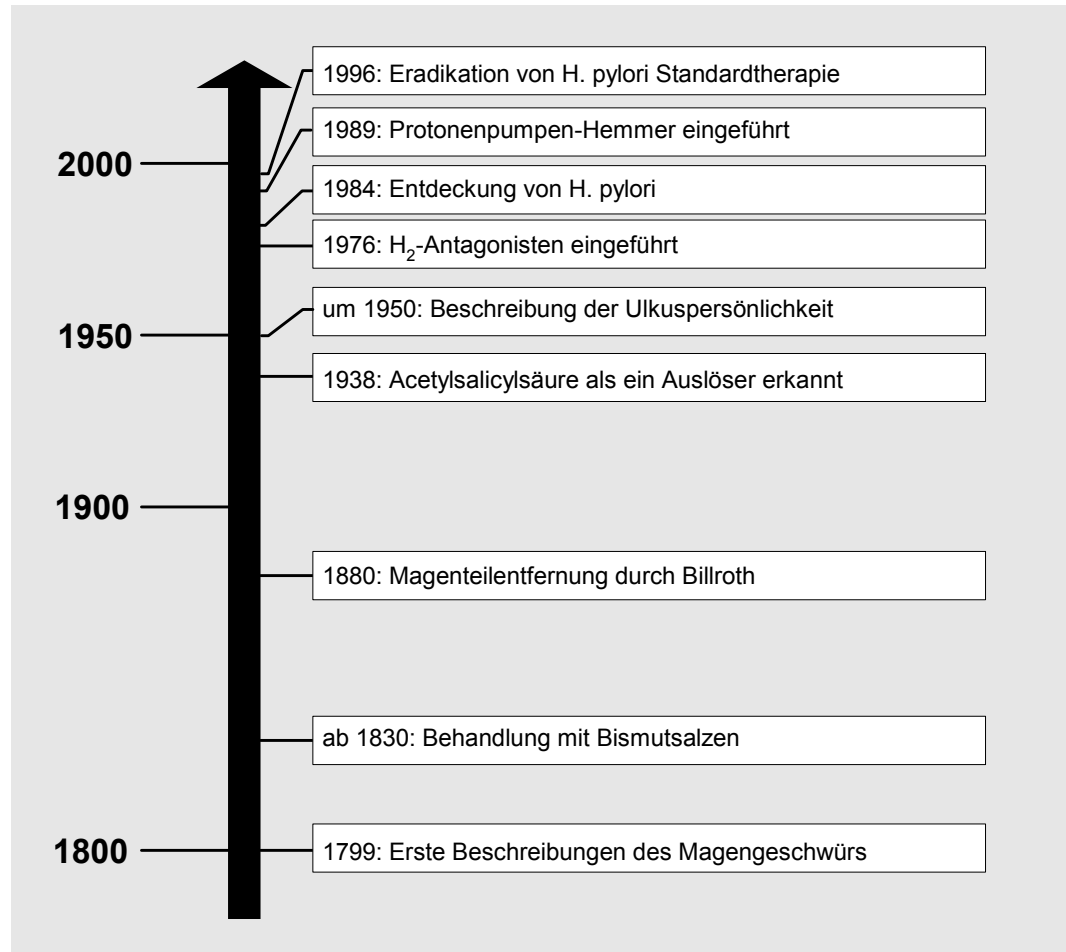 1996: Eradikation von H. pylori Standardtherapie
1989: Protonenpumpen-Hemmer eingeführt
2000
1984: Entdeckung von H. pylori
1976: H₂-Antagonisten eingeführt
um 1950: Beschreibung der Ulkuspersönlichkeit
1950
1938: Acetylsalicylsäure als ein Auslöser erkannt
1900
1880: Magenteilentfernung durch Billroth
ab 1830: Behandlung mit Bismutsalzen
1800
1799: Erste Beschreibungen des Magengeschwürs